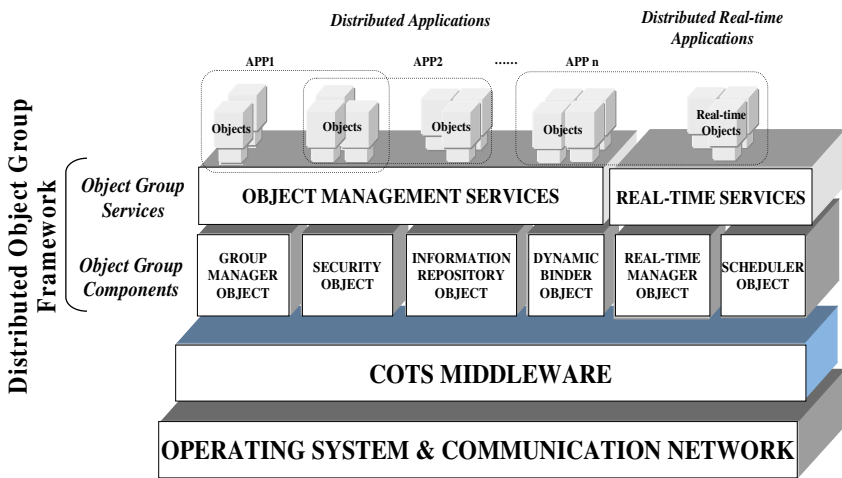 Distributed Applications
Distributed Real-time
Applications
APP1
APP2
......
APP n
Objects
Objects
Objects
Objects
Real-time
Objects
Distributed Object Group
Framework
Object Group
Services
OBJECT MANAGEMENT SERVICES
REAL-TIME SERVICES
Object Group
Components
GROUP
MANAGER
OBJECT
SECURITY
OBJECT
INFORMATION
REPOSITORY
OBJECT
DYNAMIC
BINDER
OBJECT
REAL-TIME
MANAGER
OBJECT
SCHEDULER
OBJECT
COTS MIDDLEWARE
OPERATING SYSTEM & COMMUNICATION NETWORK